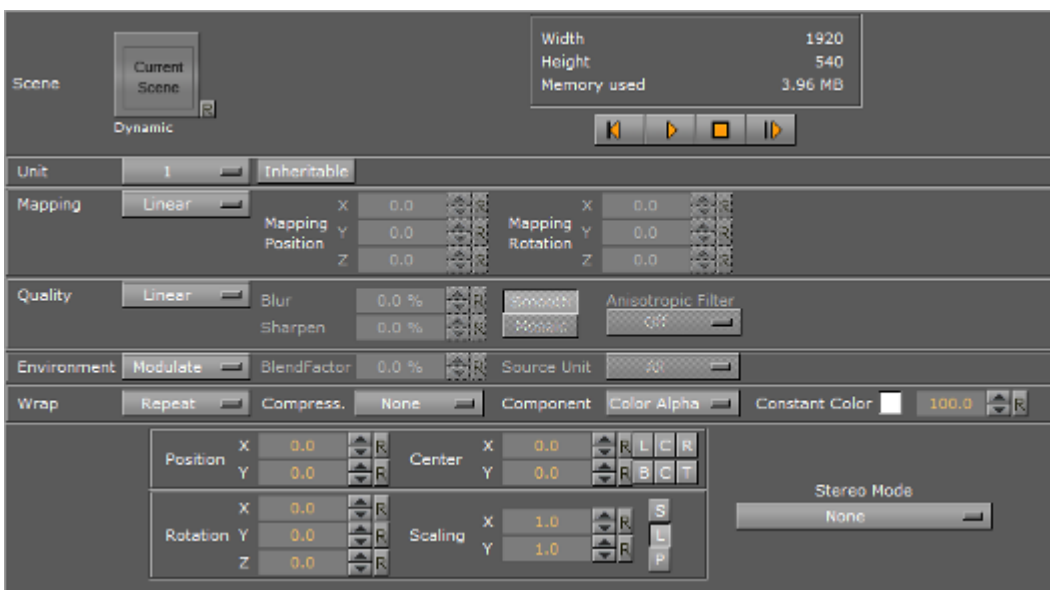 Width 1920
Height 540
Memory used 3.96 MB
Scene
Current
Scene
R
Dynamic
Unit 1 Inheritable
Mapping Linear
Mapping Position X 0.0 R Y 0.0 R Z 0.0 R
Mapping Rotation X 0.0 R Y 0.0 R Z 0.0 R
Quality Linear
Blur 0.0 % R Smooth Anisotropic Filter
Sharpen 0.0 % R Mosaic Off
Environment Modulate BlendFactor 0.0 % R Source Unit
Wrap Repeat Compress. None Component Color Alpha Constant Color 100.0 R
Position X 0.0 R Y 0.0 R
Center X 0.0 R L C R
Y 0.0 R B C T
Rotation X 0.0 R Y 0.0 R Z 0.0 R
Scaling X 1.0 R Y 1.0 R
S
L
P
Stereo Mode
None